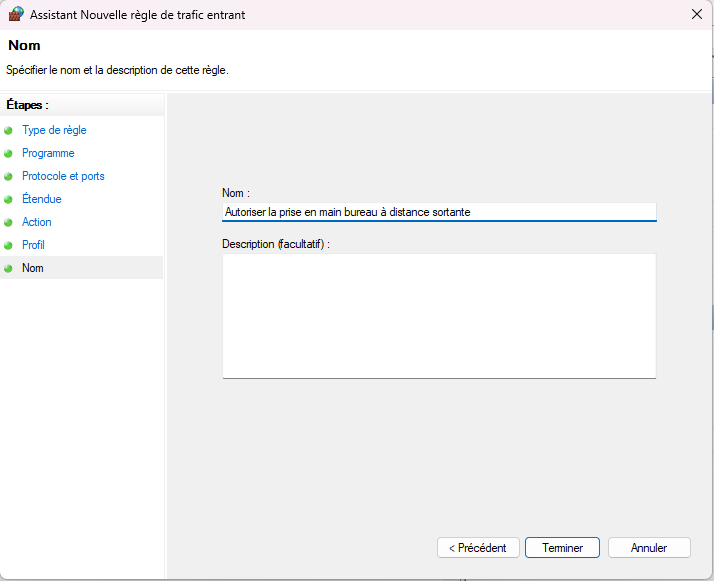 Assistant Nouvelle règle de trafic entrant
Nom
Spécifier le nom et la description de cette règle.
Étapes :
Type de règle
Programme
Protocole et ports
Étendue
Action
Profil
Nom
Nom :
Autoriser la prise en main bureau à distance sortante
Description (facultatif) :
< Précédent
Terminer
Annuler